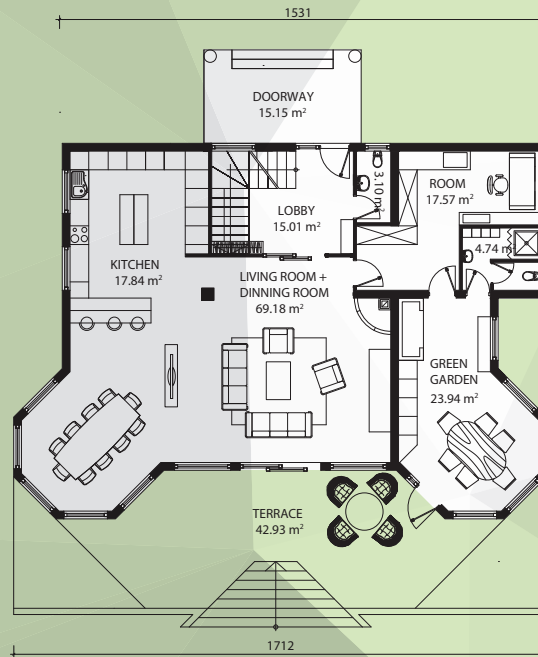 1531
DOORWAY
15.15 m²
3.10 m²
ROOM
17.57 m²
LOBBY
15.01 m²
4.74 m²
KITCHEN
17.84 m²
LIVING ROOM +
DINNING ROOM
69.18 m²
GREEN
GARDEN
23.94 m²
TERRACE
42.93 m²
1712